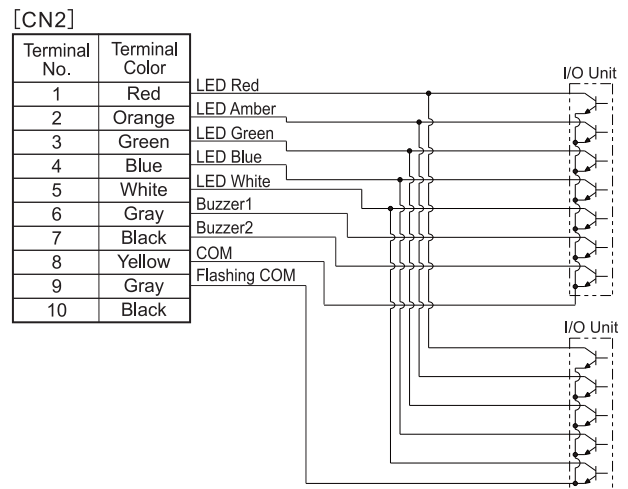 [CN2]
Terminal No. Terminal Color
1 Red LED Red
2 Orange LED Amber
3 Green LED Green
4 Blue LED Blue
5 White LED White
6 Gray Buzzer1
7 Black Buzzer2
8 Yellow COM
9 Gray Flashing COM
10 Black
I/O Unit
I/O Unit